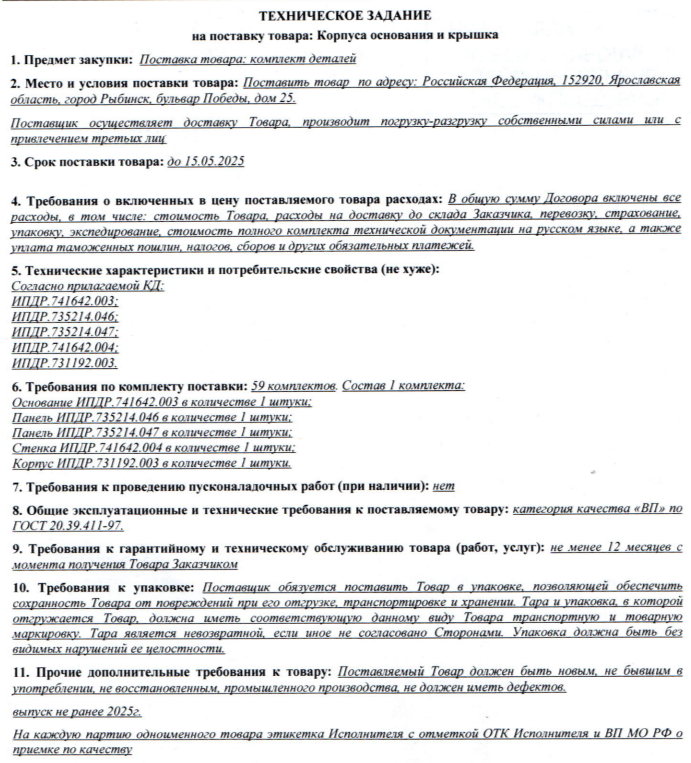 ТЕХНИЧЕСКОЕ ЗАДАНИЕ
на поставку товара: Корпуса основания и крышка
1. Предмет закупки: Поставка товара: комплект деталей
2. Место и условия поставки товара: Поставить товар по адресу: Российская Федерация, 152920, Ярославская
область, город Рыбинск, бульвар Победы, дом 25.
Поставщик осуществляет доставку Товара, производит погрузку-разгрузку собственными силами или с
привлечением третьих лиц
3. Срок поставки товара: до 15.05.2025
4. Требования о включенных в цену поставляемого товара расходах: В общую сумму Договора включены все
расходы, в том числе: стоимость Товара, расходы на доставку до склада Заказчика, перевозку, страхование,
упаковку, экспедирование, стоимость полного комплекта технической документации на русском языке, а также
уплата таможенных пошлин, налогов, сборов и других обязательных платежей.
5. Технические характеристики и потребительские свойства (не хуже):
Согласно прилагаемой КД:
ИПДР.741642.003;
ИПДР.735214.046;
ИПДР.735214.047;
ИПДР.741642.004;
ИПДР.731192.003.
6. Требования по комплекту поставки: 59 комплектов. Состав 1 комплекта:
Основание ИПДР.741642.003 в количестве 1 штуки;
Панель ИПДР.735214.046 в количестве 1 штуки;
Панель ИПДР.735214.047 в количестве 1 штуки;
Стенка ИПДР.741642.004 в количестве 1 штуки;
Корпус ИПДР.731192.003 в количестве 1 штуки.
7. Требования к проведению пусконаладочных работ (при наличии): нет
8. Общие эксплуатационные и технические требования к поставляемому товару: категория качества «ВП» по
ГОСТ 20.39.411-97.
9. Требования к гарантийному и техническому обслуживанию товара (работ, услуг): не менее 12 месяцев с
момента получения Товара Заказчиком
10. Требования к упаковке: Поставщик обязуется поставить Товар в упаковке, позволяющей обеспечить
сохранность Товара от повреждений при его отгрузке, транспортировке и хранении. Тара и упаковка, в которой
отгружается Товар, должна иметь соответствующую данному виду Товара транспортную и товарную
маркировку. Тара является невозвратной, если иное не согласовано Сторонами. Упаковка должна быть без
видимых нарушений ее целостности.
11. Прочие дополнительные требования к товару: Поставляемый Товар должен быть новым, не бывшим в
употреблении, не восстановленным, промышленного производства, не должен иметь дефектов.
выпуск не ранее 2025г.
На каждую партию одноименного товара этикетка Исполнителя с отметкой ОТК Исполнителя и ВП МО РФ о
приемке по качеству